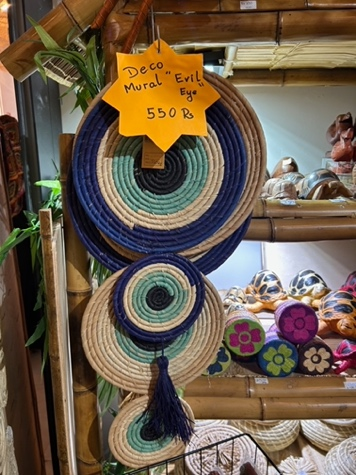 Deco
Mural "Evil
Eye"
550 Rs